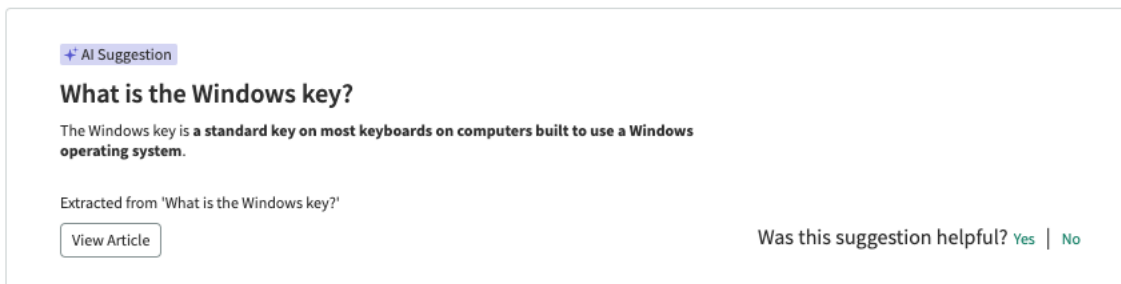 AI Suggestion
What is the Windows key?
The Windows key is a standard key on most keyboards on computers built to use a Windows
operating system.
Extracted from 'What is the Windows key?'
View Article
Was this suggestion helpful? Yes | No